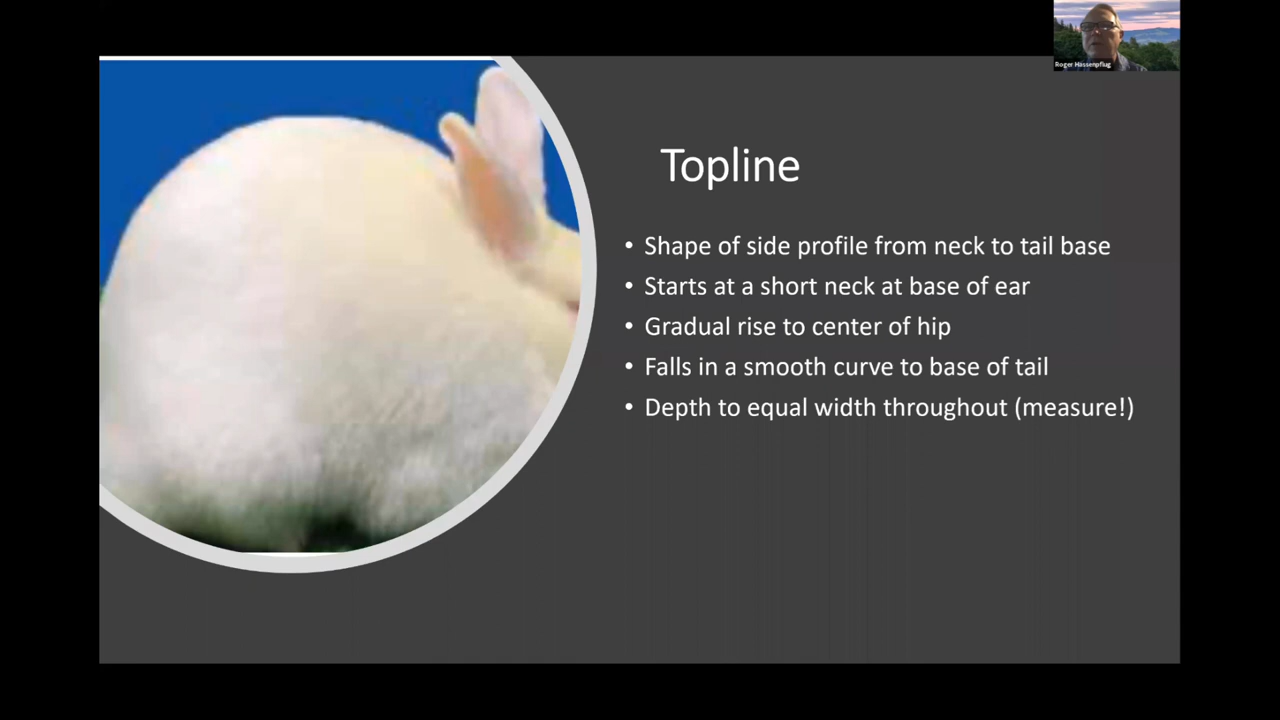 Roger Hassenpflug
Topline
• Shape of side profile from neck to tail base
• Starts at a short neck at base of ear
• Gradual rise to center of hip
• Falls in a smooth curve to base of tail
• Depth to equal width throughout (measure!)